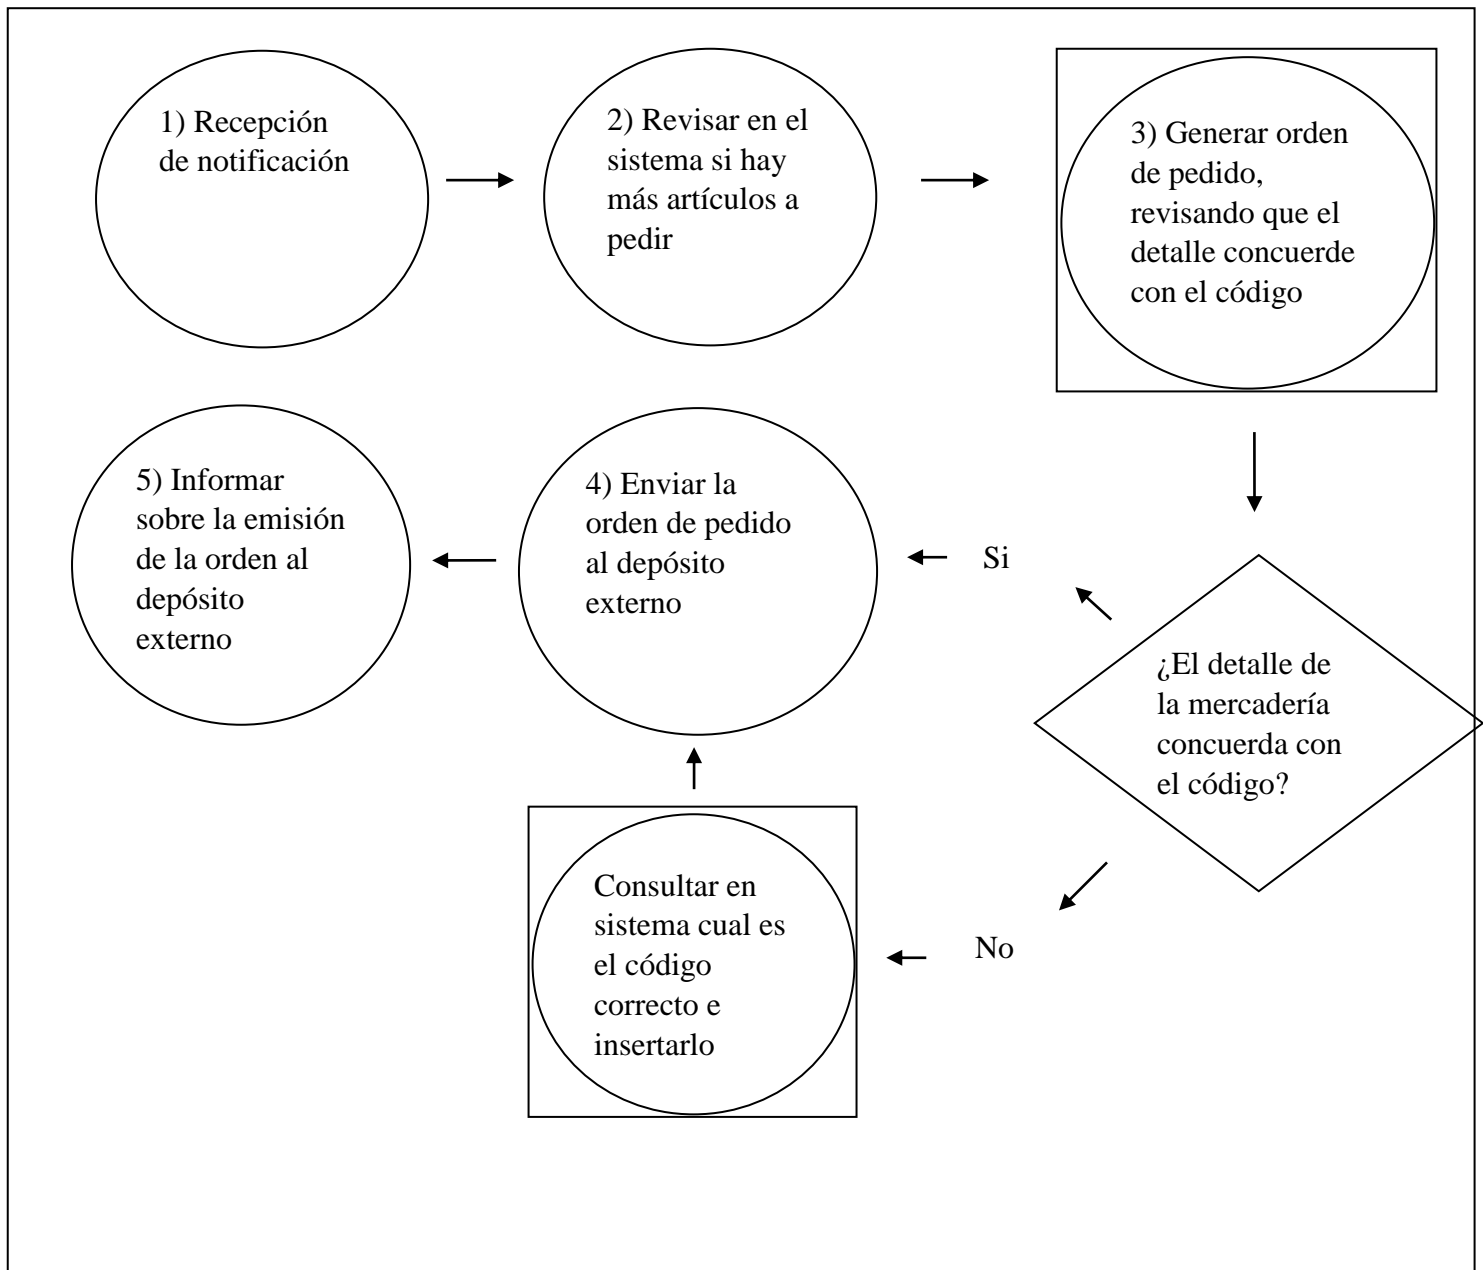 1) Recepción
de notificación
2) Revisar en el
sistema si hay
más artículos a
pedir
3) Generar orden
de pedido,
revisando que el
detalle concuerde
con el código
¿El detalle de
la mercadería
concuerda con
el código?
Si
4) Enviar la
orden de pedido
al depósito
externo
5) Informar
sobre la emisión
de la orden al
depósito
externo
No
Consultar en
sistema cual es
el código
correcto e
insertarlo